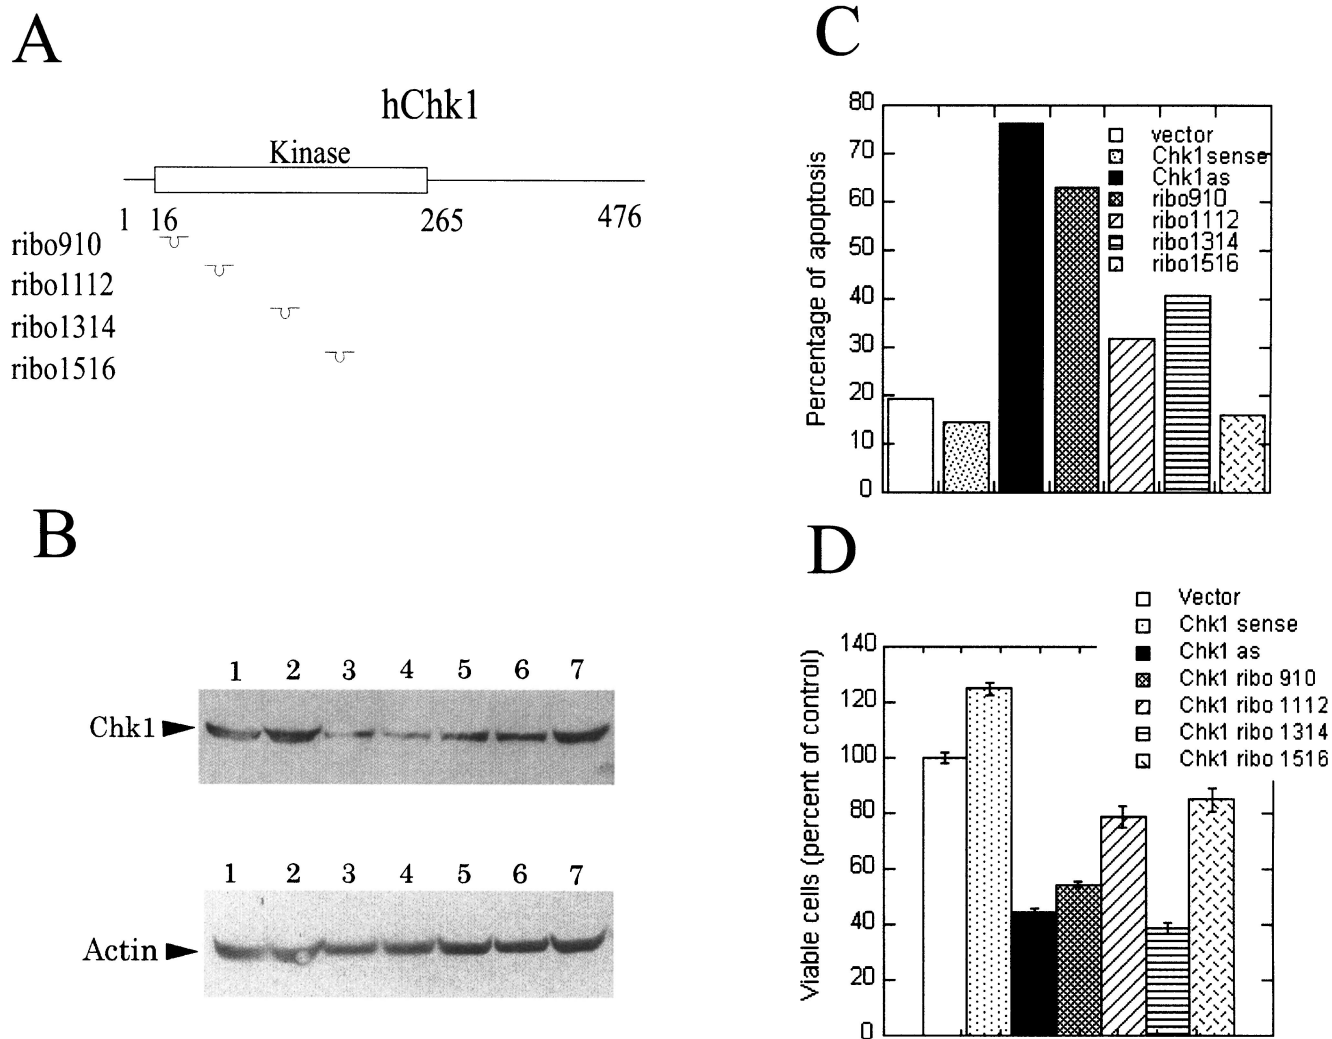 A
hChk1
Kinase
1 16 265 476
ribo910
ribo1112
ribo1314
ribo1516
B
1 2 3 4 5 6 7
Chk1
1 2 3 4 5 6 7
Actin
C
80
70
60
50
40
30
20
10
0
Percentage of apoptosis
vector
Chk1sense
Chk1as
ribo910
ribo1112
ribo1314
ribo1516
D
Vector
Chk1 sense
Chk1 as
Chk1 ribo 910
Chk1 ribo 1112
Chk1 ribo 1314
Chk1 ribo 1516
140
120
100
80
60
40
20
0
Viable cells (percent of control)